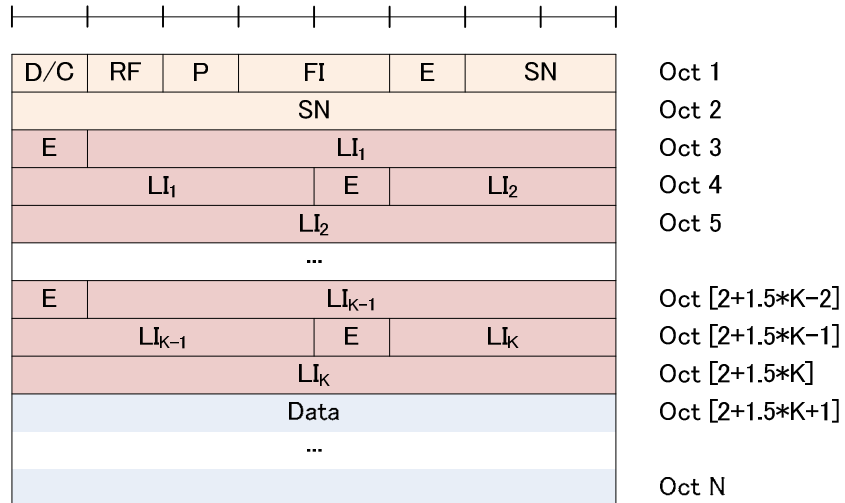 D/C RF P FI E SN Oct 1
SN Oct 2
E LI₁ Oct 3
LI₁ E LI₂ Oct 4
LI₂ Oct 5
...
E LIK₋₁ Oct [2+1.5*K-2]
LIK₋₁ E LIK Oct [2+1.5*K-1]
LIK Oct [2+1.5*K]
Data Oct [2+1.5*K+1]
...
Oct N